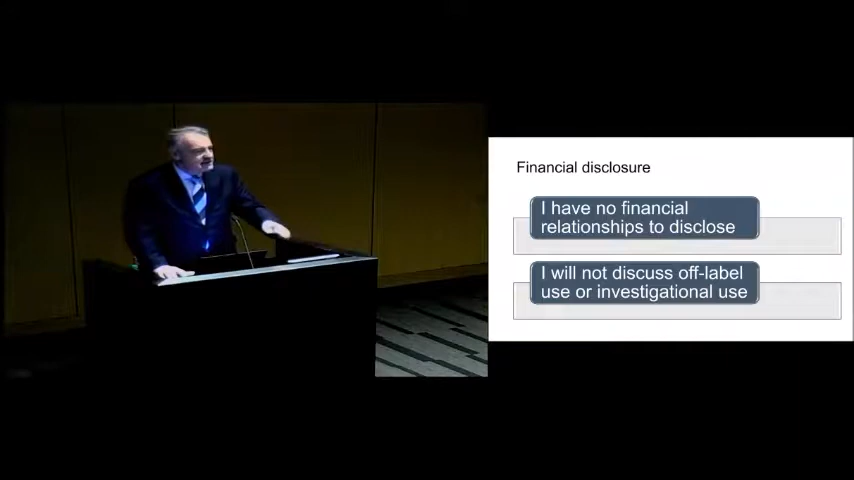 Financial disclosure
I have no financial
relationships to disclose
I will not discuss off-label
use or investigational use